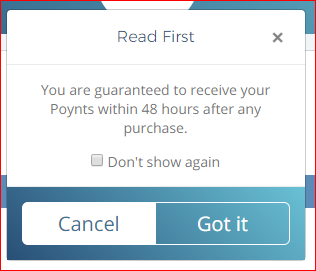 Read First
×
You are guaranteed to receive your
Poynts within 48 hours after any
purchase.
Don't show again
Cancel
Got it